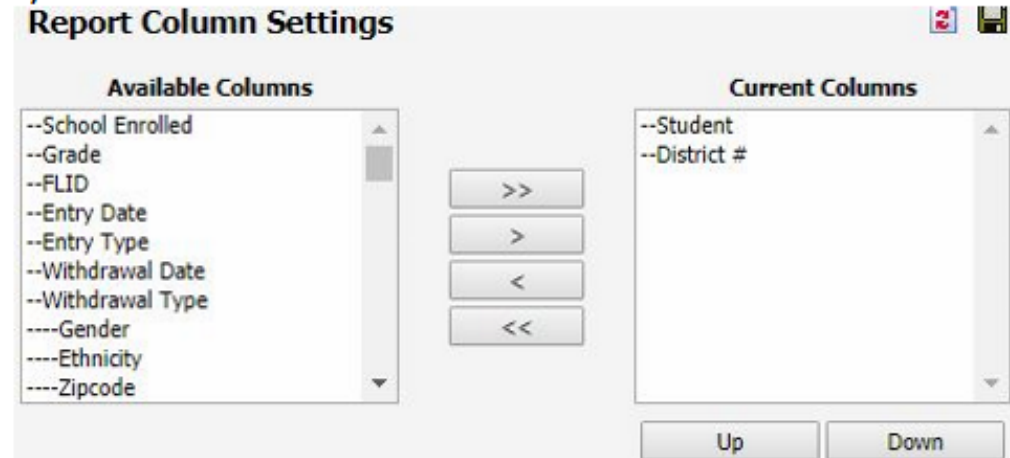 Report Column Settings
Available Columns
--School Enrolled
--Grade
--FLID
--Entry Date
--Entry Type
--Withdrawal Date
--Withdrawal Type
----Gender
----Ethnicity
----Zipcode
>>
>
<
<<
Current Columns
--Student
--District #
Up
Down